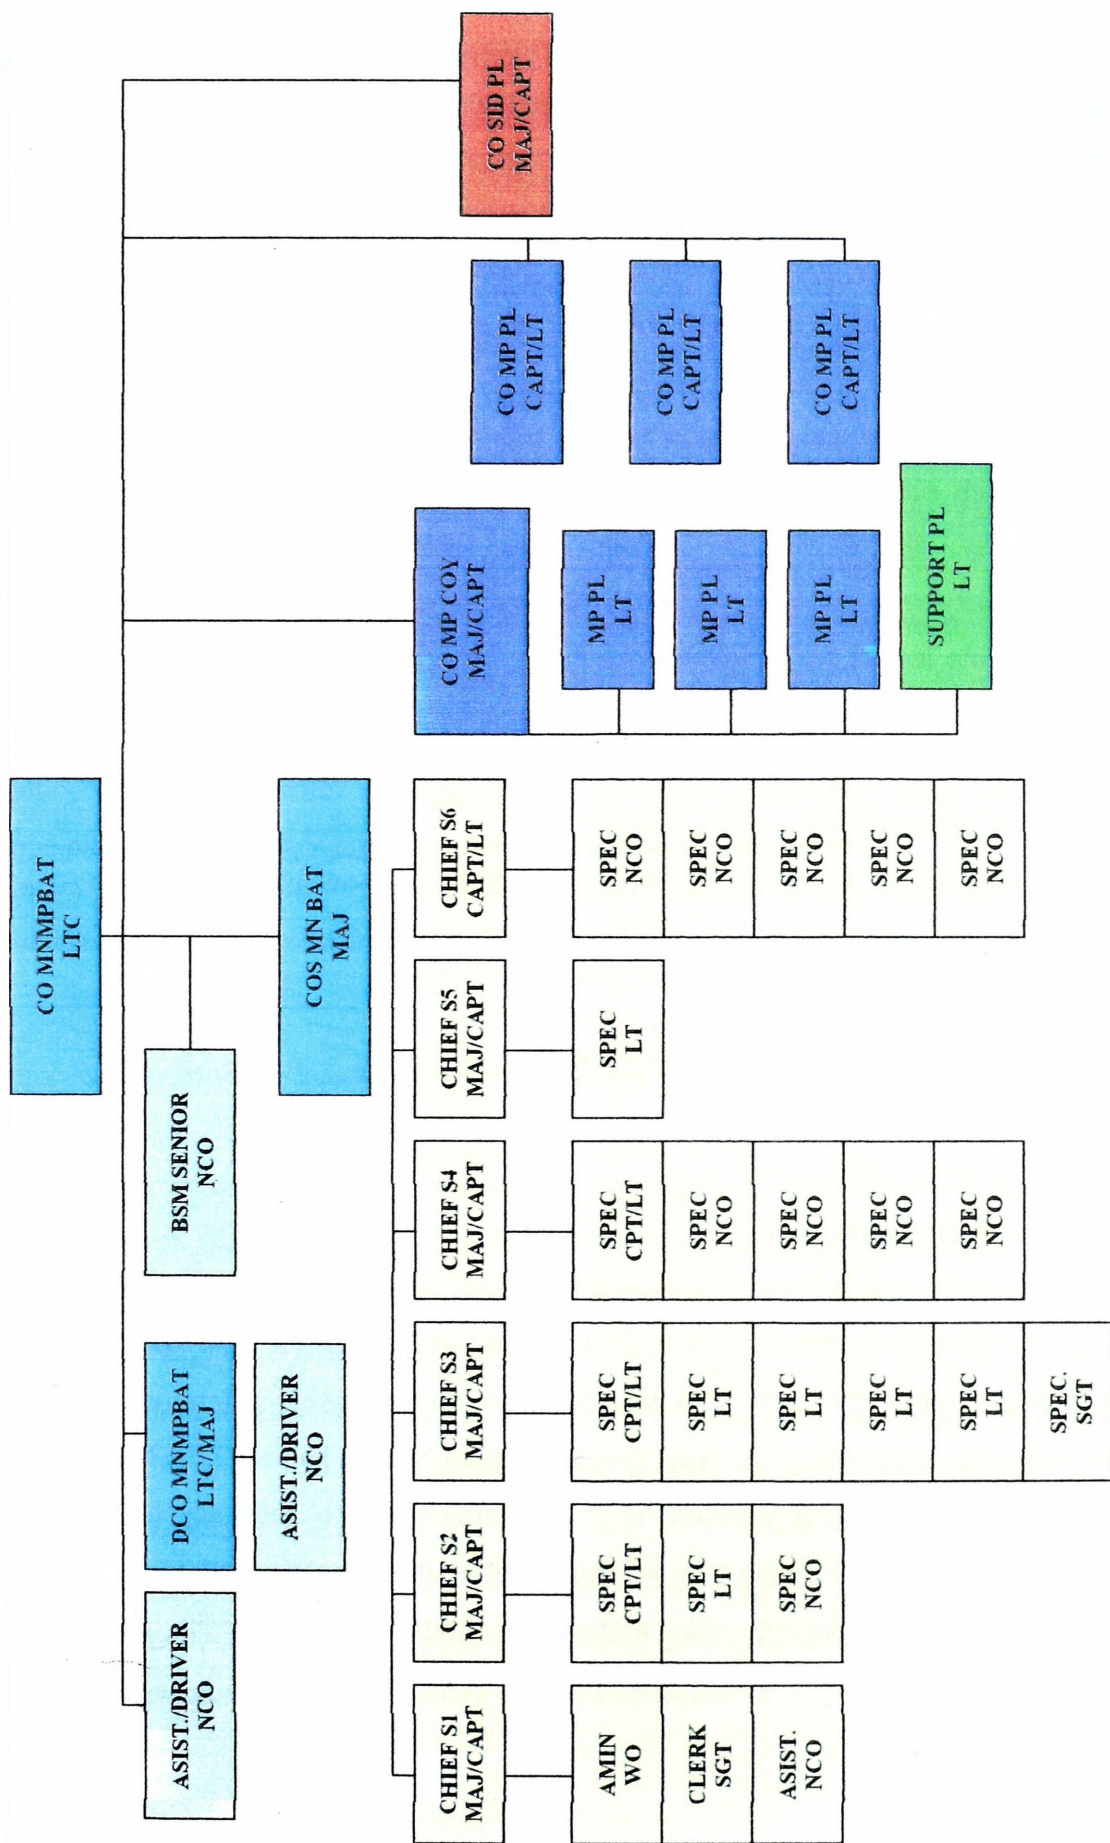 CO MNMPBAT
LTC
ASIST./DRIVER
NCO
DCO MNMPBAT
LTC/MAJ
ASIST./DRIVER
NCO
BSM SENIOR
NCO
COS MN BAT
MAJ
CHIEF S1
MAJ/CAPT
AMIN
WO
CLERK
SGT
ASIST.
NCO
CHIEF S2
MAJ/CAPT
SPEC
CPT/LT
SPEC
LT
SPEC
NCO
CHIEF S3
MAJ/CAPT
SPEC
CPT/LT
SPEC
LT
SPEC
LT
SPEC
LT
SPEC
LT
SPEC.
SGT
CHIEF S4
MAJ/CAPT
SPEC
CPT/LT
SPEC
NCO
SPEC
NCO
SPEC
NCO
SPEC
NCO
CHIEF S5
MAJ/CAPT
SPEC
LT
CHIEF S6
CAPT/LT
SPEC
NCO
SPEC
NCO
SPEC
NCO
SPEC
NCO
SPEC
NCO
CO MP COY
MAJ/CAPT
MP PL
LT
MP PL
LT
MP PL
LT
SUPPORT PL
LT
CO MP PL
CAPT/LT
CO MP PL
CAPT/LT
CO MP PL
CAPT/LT
CO SID PL
MAJ/CAPT